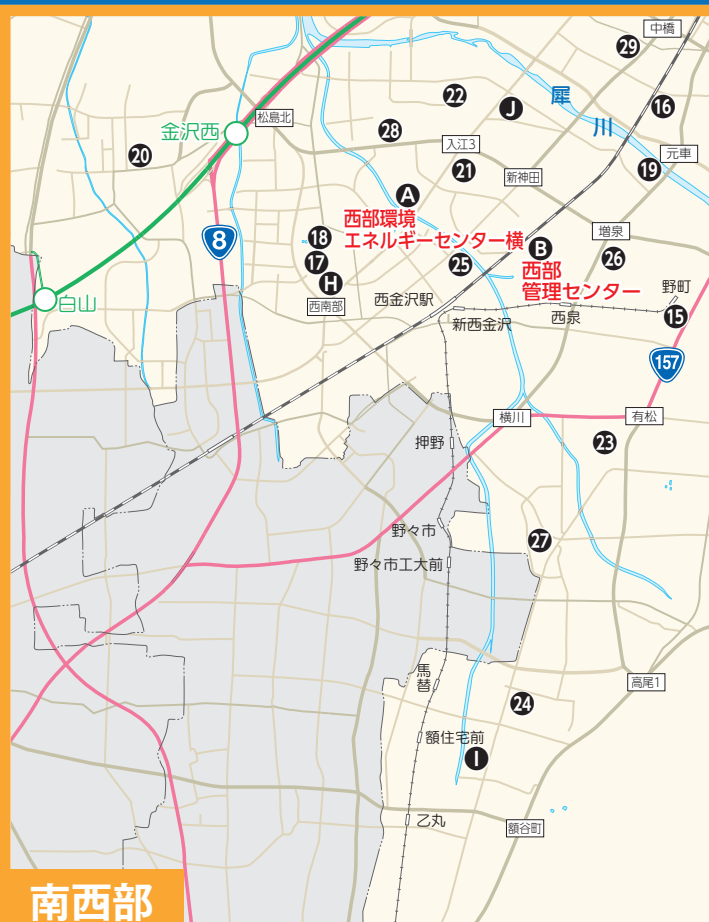 中橋
29
22
J
犀川
16
金沢西
松島北
28
入江3
元車
20
21
新神田
19
A
西部環境
エネルギーセンター横
8
18
B
増泉
17
25
26
H
西部
管理センター
西南部
西金沢駅
野町
白山
新西金沢
西泉
15
157
横川
有松
押野
23
野々市
27
野々市工大前
馬替
高尾1
24
額住宅前
I
乙丸
額谷町
南西部